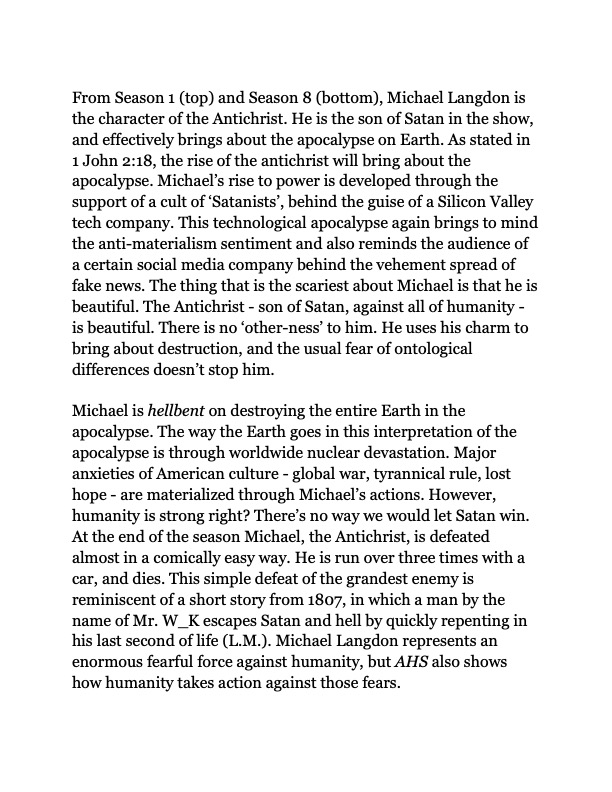 From Season 1 (top) and Season 8 (bottom), Michael Langdon is
the character of the Antichrist. He is the son of Satan in the show,
and effectively brings about the apocalypse on Earth. As stated in
1 John 2:18, the rise of the antichrist will bring about the
apocalypse. Michael’s rise to power is developed through the
support of a cult of ‘Satanists’, behind the guise of a Silicon Valley
tech company. This technological apocalypse again brings to mind
the anti-materialism sentiment and also reminds the audience of
a certain social media company behind the vehement spread of
fake news. The thing that is the scariest about Michael is that he is
beautiful. The Antichrist - son of Satan, against all of humanity -
is beautiful. There is no ‘other-ness’ to him. He uses his charm to
bring about destruction, and the usual fear of ontological
differences doesn’t stop him.
Michael is hellbent on destroying the entire Earth in the
apocalypse. The way the Earth goes in this interpretation of the
apocalypse is through worldwide nuclear devastation. Major
anxieties of American culture - global war, tyrannical rule, lost
hope - are materialized through Michael’s actions. However,
humanity is strong right? There’s no way we would let Satan win.
At the end of the season Michael, the Antichrist, is defeated
almost in a comically easy way. He is run over three times with a
car, and dies. This simple defeat of the grandest enemy is
reminiscent of a short story from 1807, in which a man by the
name of Mr. W_K escapes Satan and hell by quickly repenting in
his last second of life (L.M.). Michael Langdon represents an
enormous fearful force against humanity, but AHS also shows
how humanity takes action against those fears.